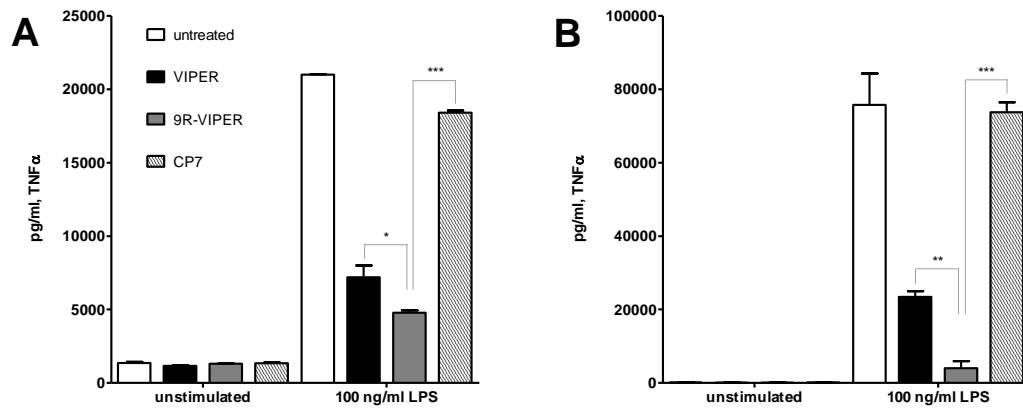 A
pg/ml, TNFα
25000
20000
15000
10000
5000
0
untreated
VIPER
9R-VIPER
CP7
***
*
unstimulated
100 ng/ml LPS
B
pg/ml, TNFα
100000
80000
60000
40000
20000
0
***
**
unstimulated
100 ng/ml LPS